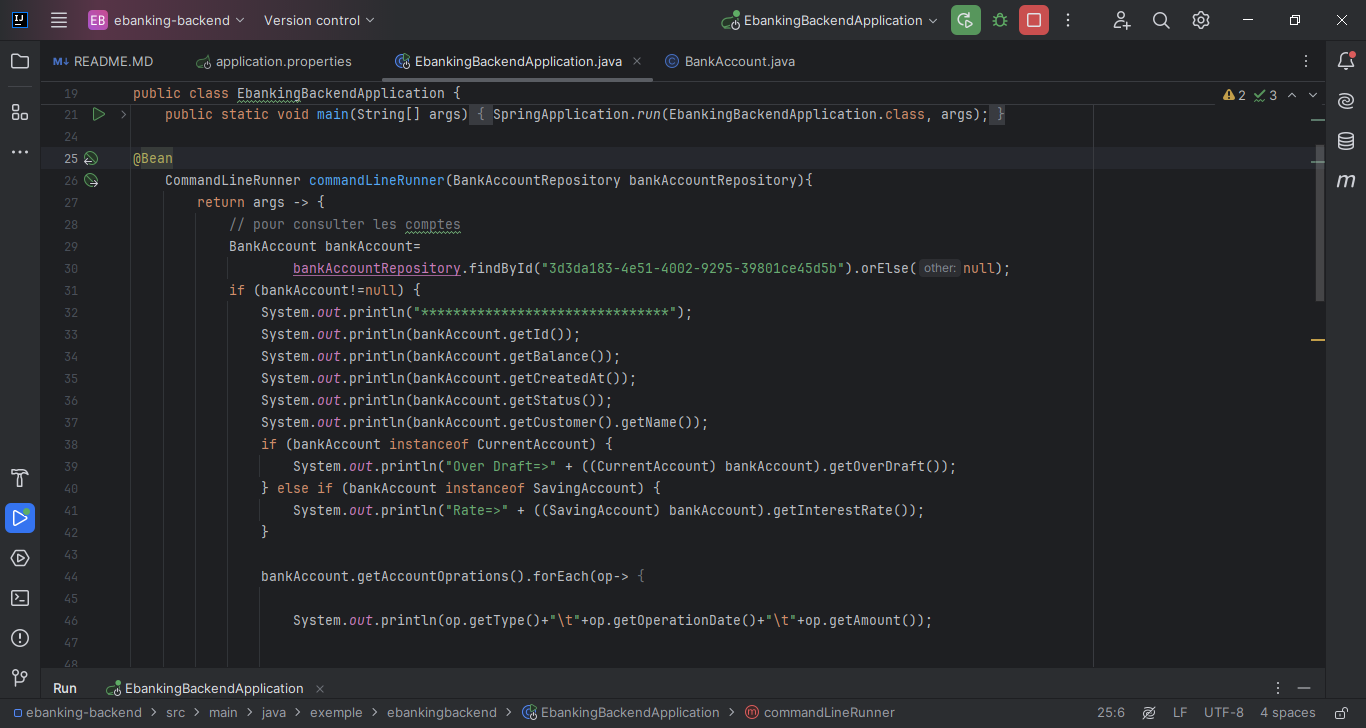 EB ebanking-backend Version control EbankingBackendApplication
M↓ README.MD application.properties EbankingBackendApplication.java BankAccount.java
19 public class EbankingBackendApplication { 2 3
21 public static void main(String[] args) { SpringApplication.run(EbankingBackendApplication.class, args); }
24
25 @Bean
26 CommandLineRunner commandLineRunner(BankAccountRepository bankAccountRepository){
27 return args -> {
28 // pour consulter les comptes
29 BankAccount bankAccount=
30 bankAccountRepository.findById("3d3da183-4e51-4002-9295-39801ce45d5b").orElse( other: null);
31 if (bankAccount!=null) {
32 System.out.println("*******************************");
33 System.out.println(bankAccount.getId());
34 System.out.println(bankAccount.getBalance());
35 System.out.println(bankAccount.getCreatedAt());
36 System.out.println(bankAccount.getStatus());
37 System.out.println(bankAccount.getCustomer().getName());
38 if (bankAccount instanceof CurrentAccount) {
39 System.out.println("Over Draft=>" + ((CurrentAccount) bankAccount).getOverDraft());
40 } else if (bankAccount instanceof SavingAccount) {
41 System.out.println("Rate=>" + ((SavingAccount) bankAccount).getInterestRate());
42 }
43
44 bankAccount.getAccountOprations().forEach(op-> {
45
46 System.out.println(op.getType()+"\t"+op.getOperationDate()+"\t"+op.getAmount());
47
48
Run EbankingBackendApplication
ebanking-backend > src > main > java > exemple > ebankingbackend > EbankingBackendApplication > commandLineRunner 25:6 LF UTF-8 4 spaces